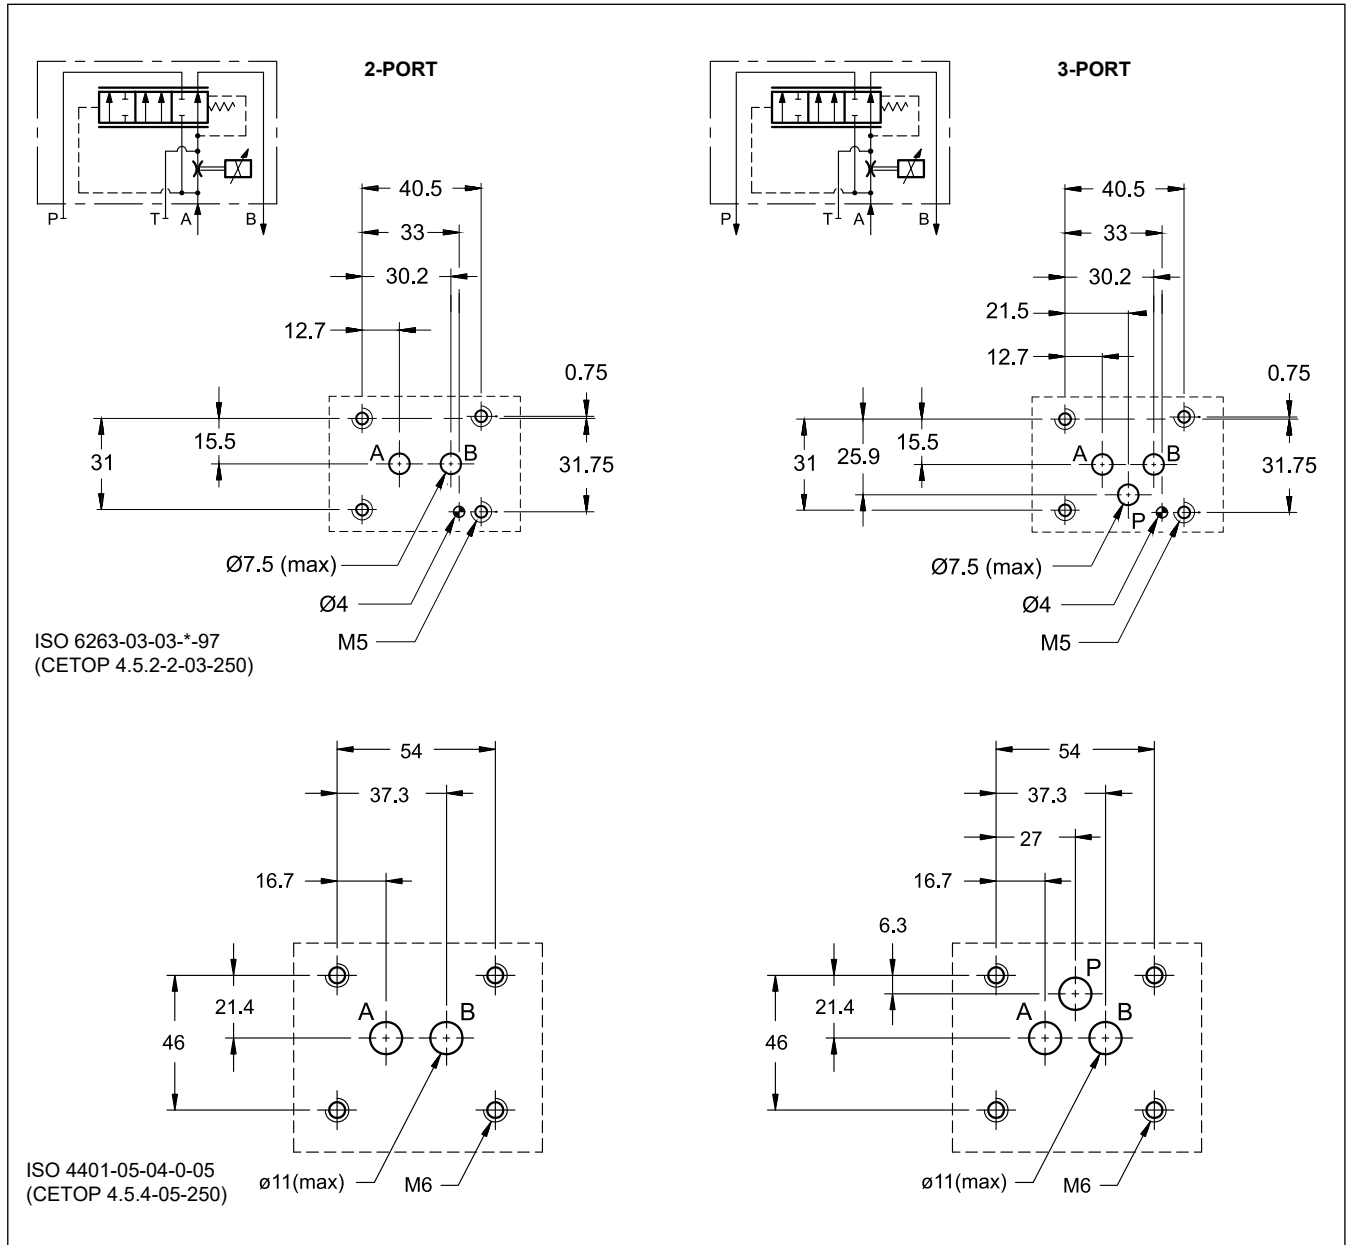 2-PORT
3-PORT
P T A B
P T A B
40.5
33
30.2
12.7
0.75
15.5
31
31.75
A B
Ø7.5 (max)
Ø4
M5
40.5
33
30.2
21.5
12.7
0.75
15.5
25.9
31
31.75
A B
P
Ø7.5 (max)
Ø4
M5
ISO 6263-03-03-*-97
(CETOP 4.5.2-2-03-250)
54
37.3
16.7
21.4
46
A B
ø11(max)
M6
54
37.3
27
16.7
6.3
21.4
46
P
A B
ø11(max)
M6
ISO 4401-05-04-0-05
(CETOP 4.5.4-05-250)